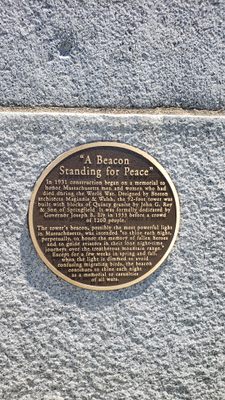 "A Beacon
Standing for Peace"
In 1931 construction began on a memorial to
honor Massachusetts men and women who had
died during the World War. Designed by Boston
architects Maginnis & Walsh, the 92-foot tower was
built with blocks of Quincy granite by John G. Roy
& Son of Springfield. It was formally dedicated by
Governor Joseph B. Ely in 1933 before a crowd
of 1200 people.
The tower's beacon, possibly the most powerful light
in Massachusetts, was intended "to shine each night,
perpetually, to honor the memory of fallen heroes
and to guide aviators in their lone night-time
journeys over the treacherous mountain range."
Except for a few weeks in spring and fall,
when the light is dimmed to avoid
confusing migrating birds, the beacon
continues to shine each night
as a memorial to casualties
of all wars.